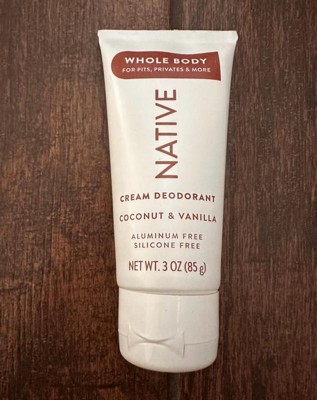 WHOLE BODY
FOR PITS, PRIVATES & MORE
NATIVE
CREAM DEODORANT
COCONUT & VANILLA
ALUMINUM FREE
SILICONE FREE
NET WT. 3 OZ (85 g)